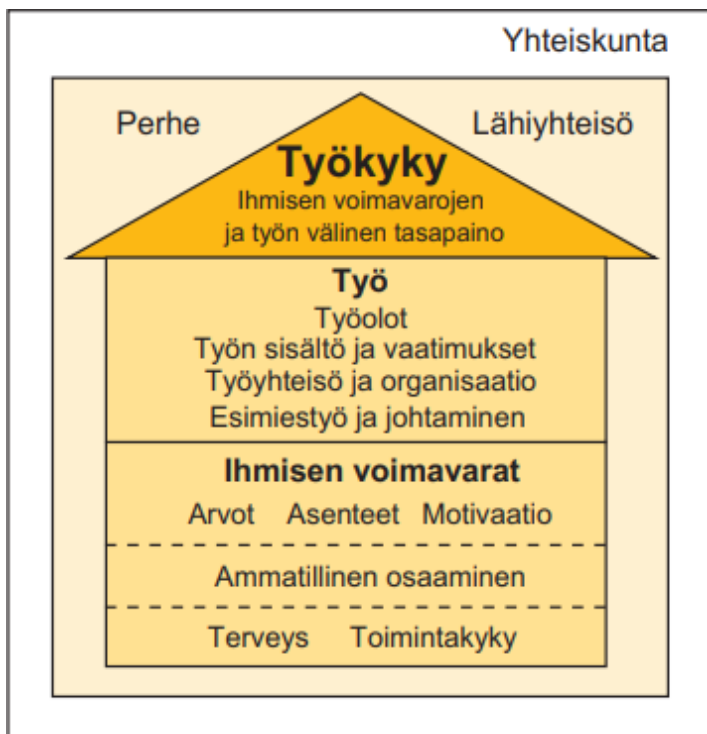 Yhteiskunta
Perhe
Lähiyhteisö
Työkyky
Ihmisen voimavarojen
ja työn välinen tasapaino
Työ
Työolot
Työn sisältö ja vaatimukset
Työyhteisö ja organisaatio
Esimiestyö ja johtaminen
Ihmisen voimavarat
Arvot Asenteet Motivaatio
Ammatillinen osaaminen
Terveys Toimintakyky